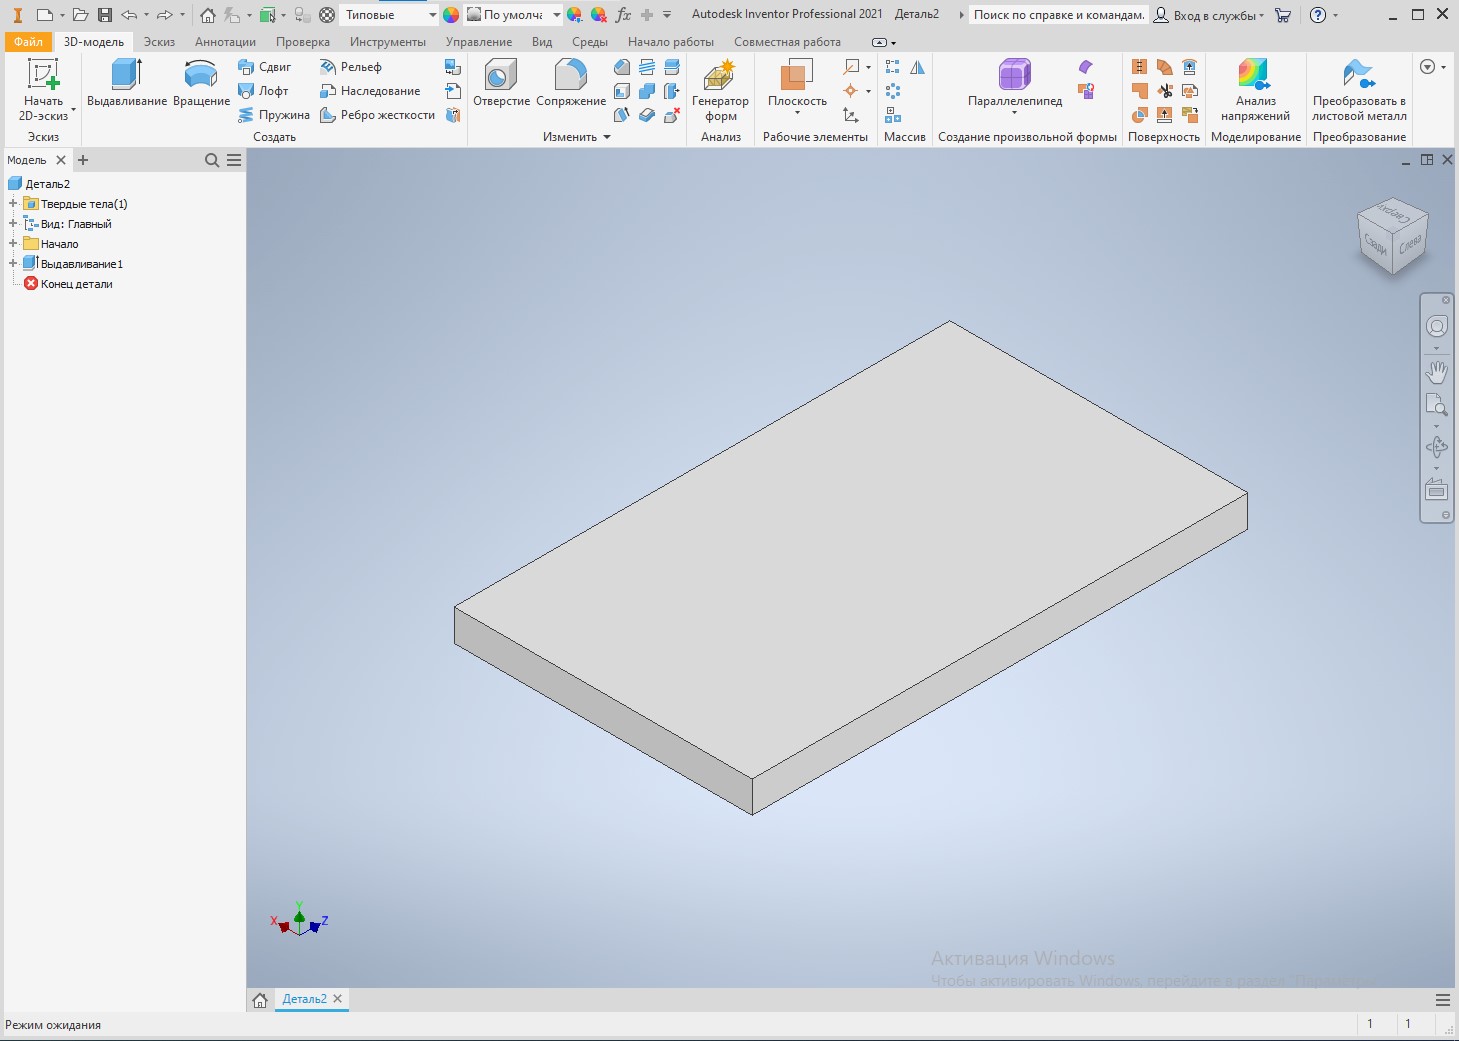 Типовые
По умолча
fx
Autodesk Inventor Professional 2021 Деталь2
Поиск по справке и командам.
Вход в службы
Файл 3D-модель Эскиз Аннотации Проверка Инструменты Управление Вид Среды Начало работы Совместная работа
Начать
2D-эскиз
Эскиз
Выдавливание
Вращение
Сдвиг
Лофт
Пружина
Рельеф
Наследование
Ребро жесткости
Создать
Отверстие
Сопряжение
Изменить
Генератор
форм
Анализ
Плоскость
Рабочие элементы
Массив
Параллелепипед
Создание произвольной формы
Поверхность
Анализ
напряжений
Моделирование
Преобразовать в
листовой металл
Преобразование
Модель
Деталь2
Твердые тела(1)
Вид: Главный
Начало
Выдавливание1
Конец детали
Сверху
Сзади
Слева
X
Y
Z
Активация Windows
Чтобы активировать Windows, перейдите в раздел "Параметры".
Деталь2
Режим ожидания
1 1